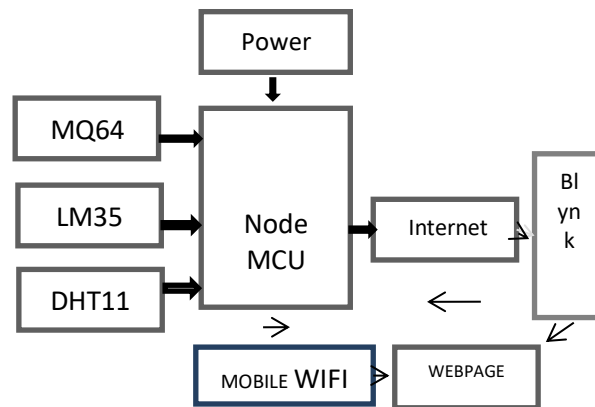 Power
MQ64
LM35
DHT11
Node
MCU
Internet
Bl
yn
k
MOBILE WIFI
WEBPAGE